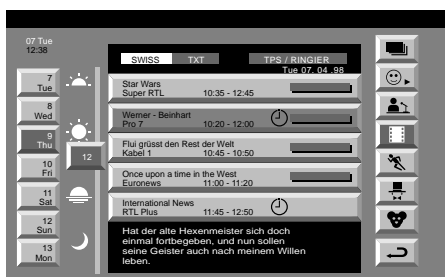 07 Tue
12:38
SWISS TXT TPS / RINGIER
Tue 07. 04 .98
7
Tue
8
Wed
9
Thu
10
Fri
11
Sat
12
Sun
13
Mon
12
Star Wars
Super RTL 10:35 - 12:45
Werner - Beinhart
Pro 7 10:20 - 12:00
Flui grüsst den Rest der Welt
Kabel 1 10:45 - 10:50
Once upon a time in the West
Euronews 11:00 - 11:20
International News
RTL Plus 11:45 - 12:50
Hat der alte Hexenmeister sich doch
einmal fortbegeben, und nun sollen
seine Geister auch nach meinem Willen
leben.